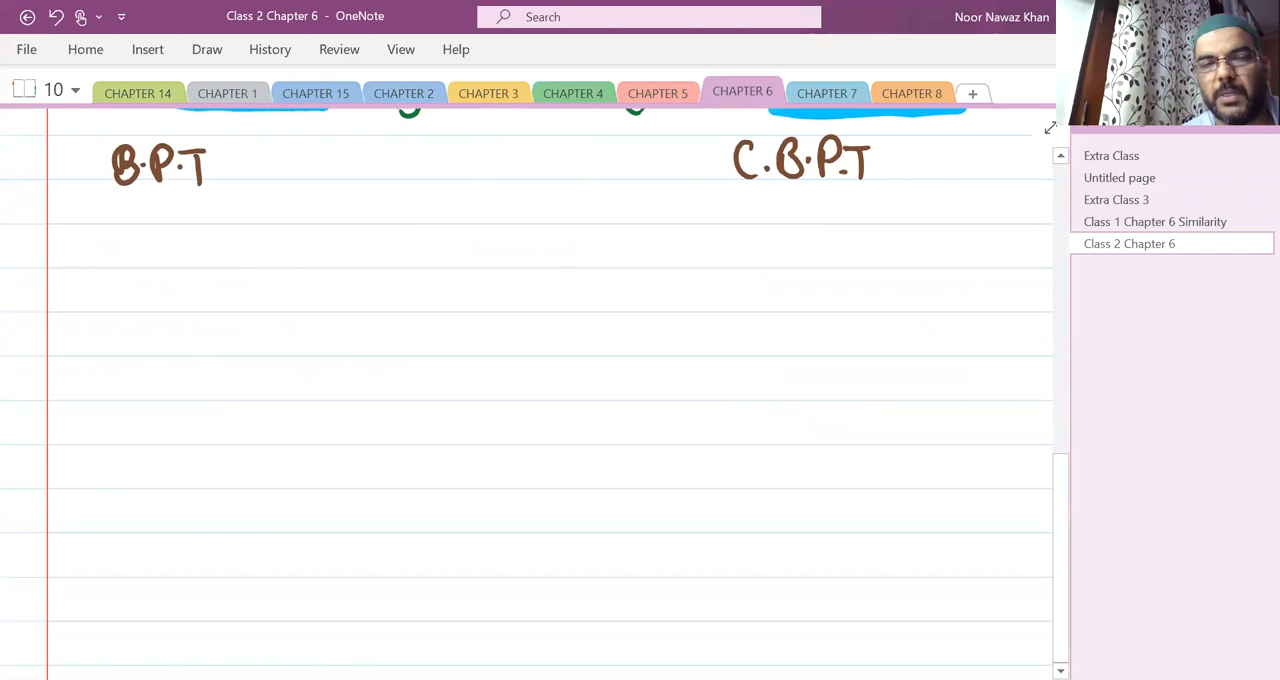 Class 2 Chapter 6 - OneNote
Search
Noor Nawaz Khan
File Home Insert Draw History Review View Help
10 CHAPTER 14 CHAPTER 1 CHAPTER 15 CHAPTER 2 CHAPTER 3 CHAPTER 4 CHAPTER 5 CHAPTER 6 CHAPTER 7 CHAPTER 8 +
B.P.T C.B.P.T
Extra Class
Untitled page
Extra Class 3
Class 1 Chapter 6 Similarity
Class 2 Chapter 6